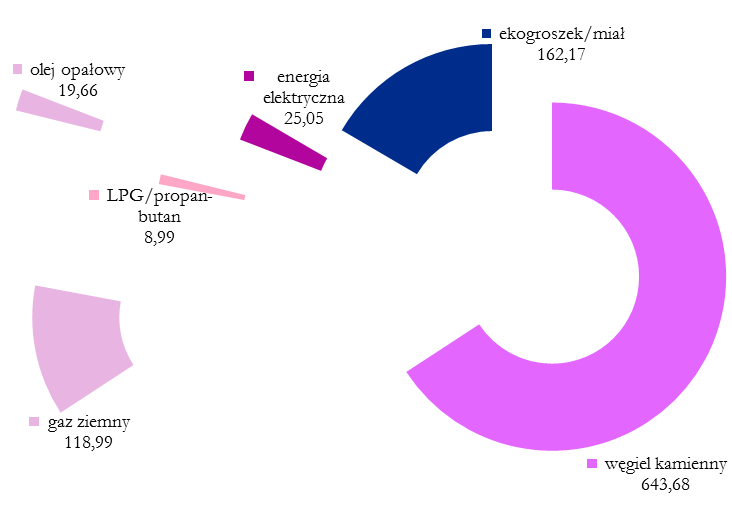 ekogroszek/miał
162,17
olej opałowy
19,66
energia
elektryczna
25,05
LPG/propan-
butan
8,99
gaz ziemny
118,99
węgiel kamienny
643,68